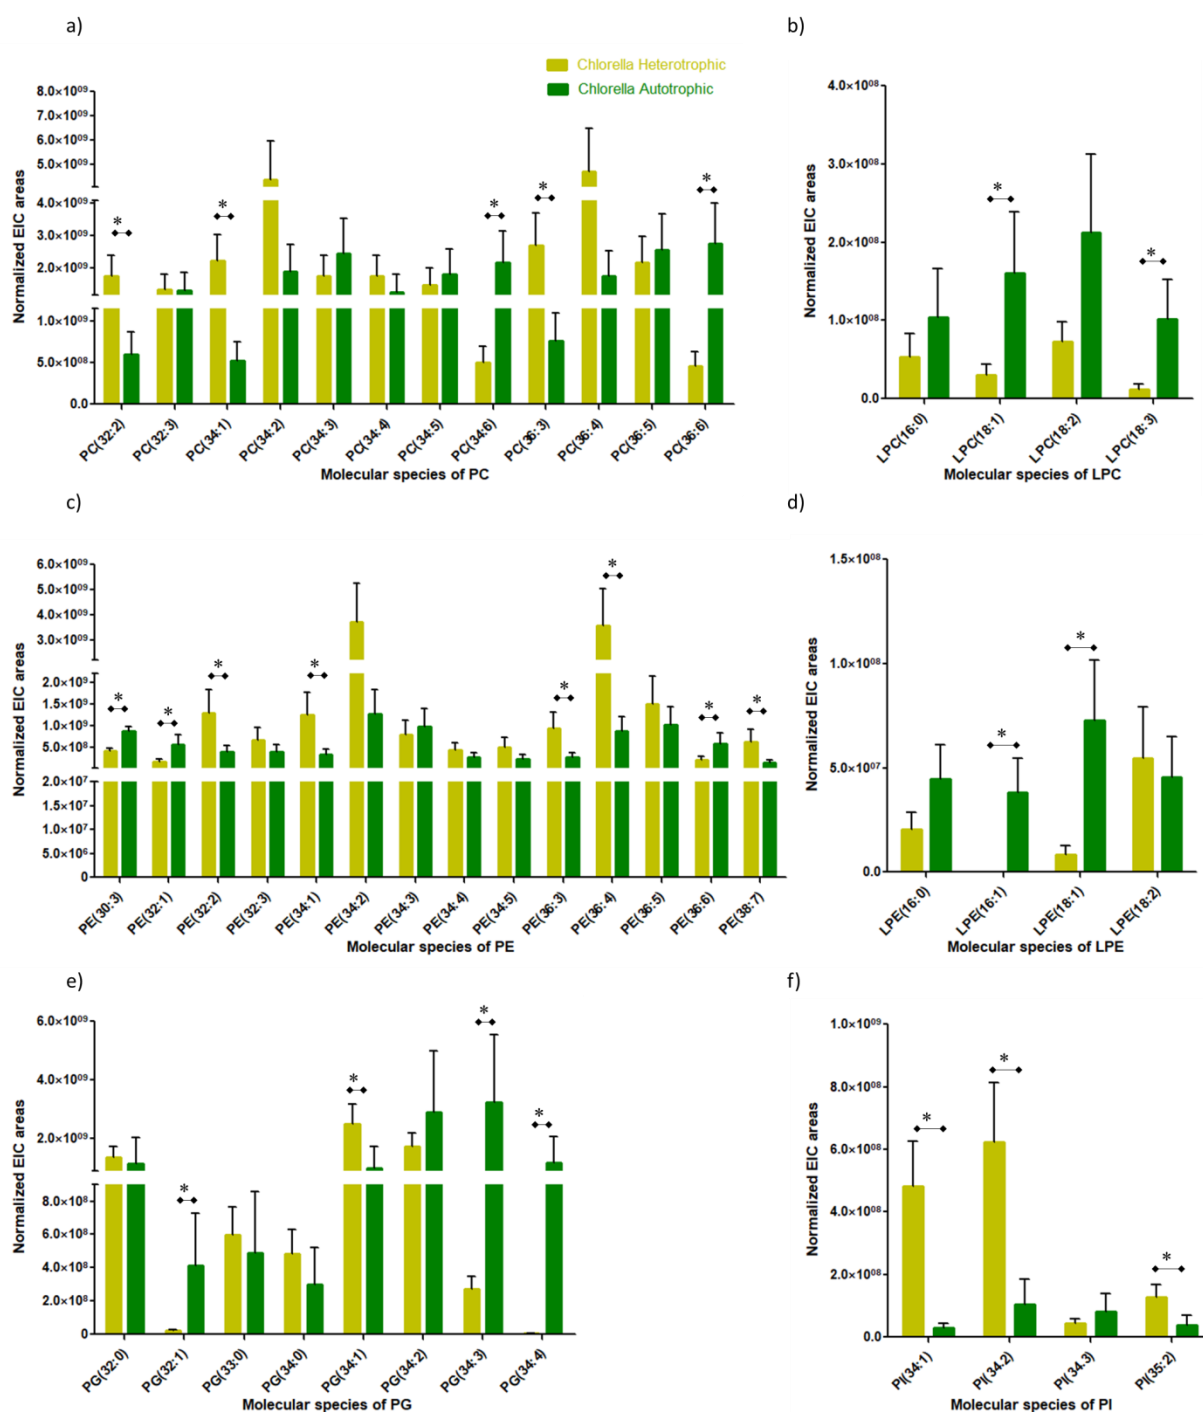 a)
b)
Chlorella Heterotrophic
Chlorella Autotrophic
Normalized EIC areas
8.0×10⁰⁹
7.0×10⁰⁹
6.0×10⁰⁹
5.0×10⁰⁹
4.0×10⁰⁹
3.0×10⁰⁹
2.0×10⁰⁹
1.0×10⁰⁹
5.0×10⁰⁸
0.0
* * * * *
PC(32:2) PC(32:3) PC(34:1) PC(34:2) PC(34:3) PC(34:4) PC(34:5) PC(34:6) PC(36:3) PC(36:4) PC(36:5) PC(36:6)
Molecular species of PC
Normalized EIC areas
4.0×10⁰⁸
3.0×10⁰⁸
2.0×10⁰⁸
1.0×10⁰⁸
0.0
* *
LPC(16:0) LPC(18:1) LPC(18:2) LPC(18:3)
Molecular species of LPC
c)
d)
Normalized EIC areas
6.0×10⁰⁹
5.0×10⁰⁹
4.0×10⁰⁹
3.0×10⁰⁹
2.0×10⁰⁹
1.5×10⁰⁹
1.0×10⁰⁹
5.0×10⁰⁸
2.0×10⁰⁷
1.5×10⁰⁷
1.0×10⁰⁷
5.0×10⁰⁶
0
* * * * * * * *
PE(30:3) PE(32:1) PE(32:2) PE(32:3) PE(34:1) PE(34:2) PE(34:3) PE(34:4) PE(34:5) PE(36:3) PE(36:4) PE(36:5) PE(36:6) PE(38:7)
Molecular species of PE
Normalized EIC areas
1.5×10⁰⁸
1.0×10⁰⁸
5.0×10⁰⁷
0.0
* *
LPE(16:0) LPE(16:1) LPE(18:1) LPE(18:2)
Molecular species of LPE
e)
f)
Normalized EIC areas
6.0×10⁰⁹
4.0×10⁰⁹
2.0×10⁰⁹
8.0×10⁸
6.0×10⁸
4.0×10⁸
2.0×10⁸
0
* * * *
PG(32:0) PG(32:1) PG(33:0) PG(34:0) PG(34:1) PG(34:2) PG(34:3) PG(34:4)
Molecular species of PG
Normalized EIC areas
1.0×10⁰⁹
8.0×10⁰⁸
6.0×10⁰⁸
4.0×10⁰⁸
2.0×10⁰⁸
0.0
* * *
PI(34:1) PI(34:2) PI(34:3) PI(35:2)
Molecular species of PI